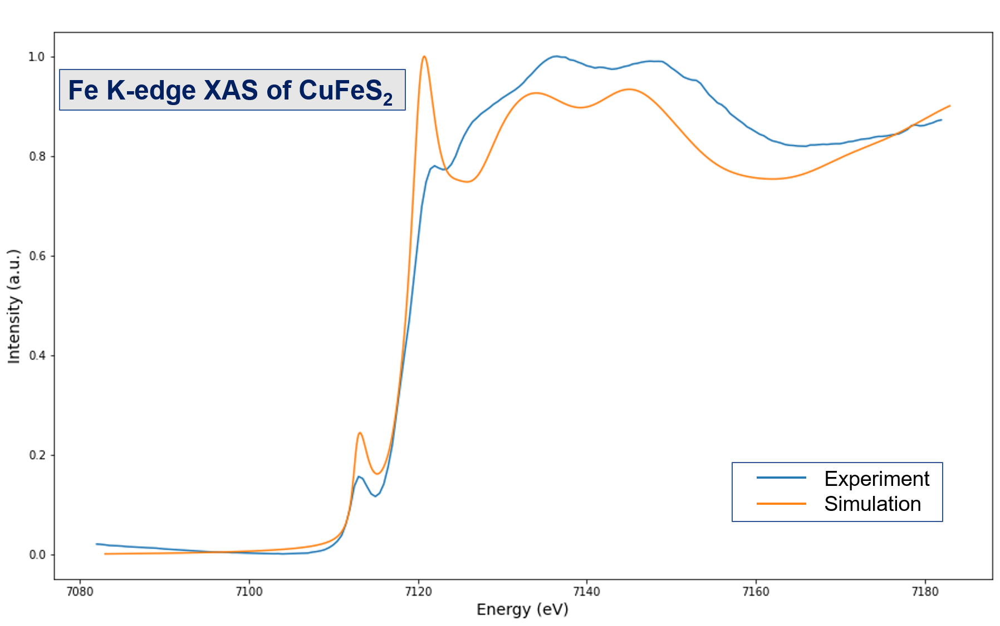 Fe K-edge XAS of CuFeS₂
Intensity (a.u.)
1.0
0.8
0.6
0.4
0.2
0.0
Experiment
Simulation
7080 7100 7120 7140 7160 7180
Energy (eV)